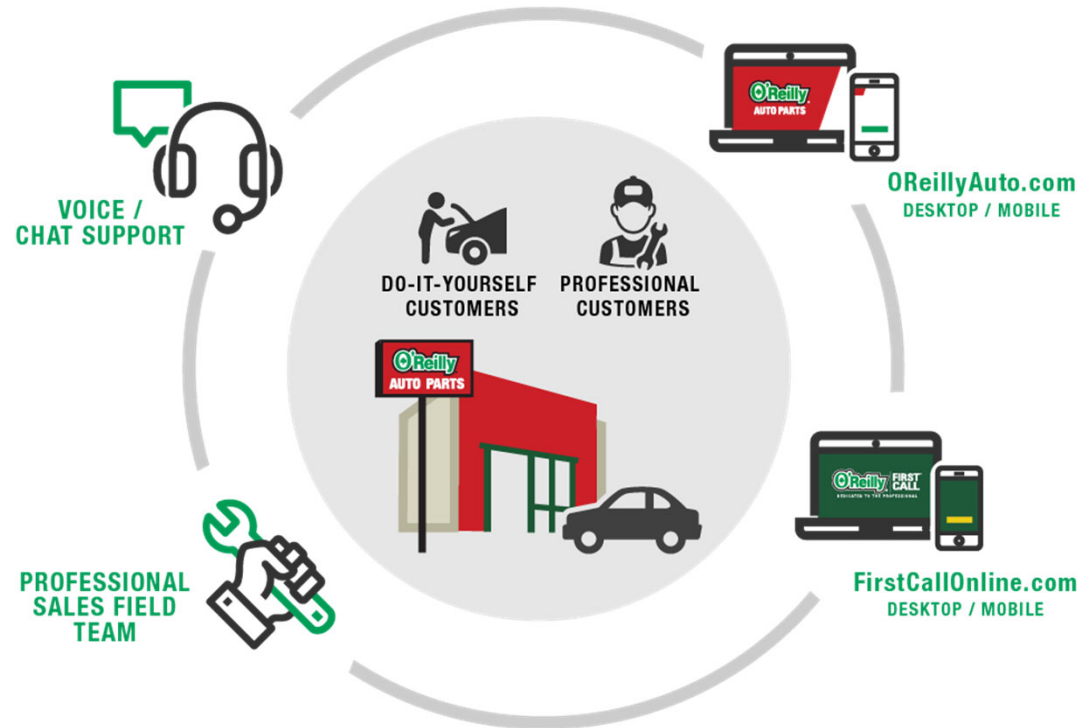 VOICE /
CHAT SUPPORT
O'Reilly
AUTO PARTS
OReillyAuto.com
DESKTOP / MOBILE
DO-IT-YOURSELF
CUSTOMERS
PROFESSIONAL
CUSTOMERS
O'Reilly
AUTO PARTS
O'Reilly FIRST
CALL
DEDICATED TO THE PROFESSIONAL
FirstCallOnline.com
DESKTOP / MOBILE
PROFESSIONAL
SALES FIELD
TEAM